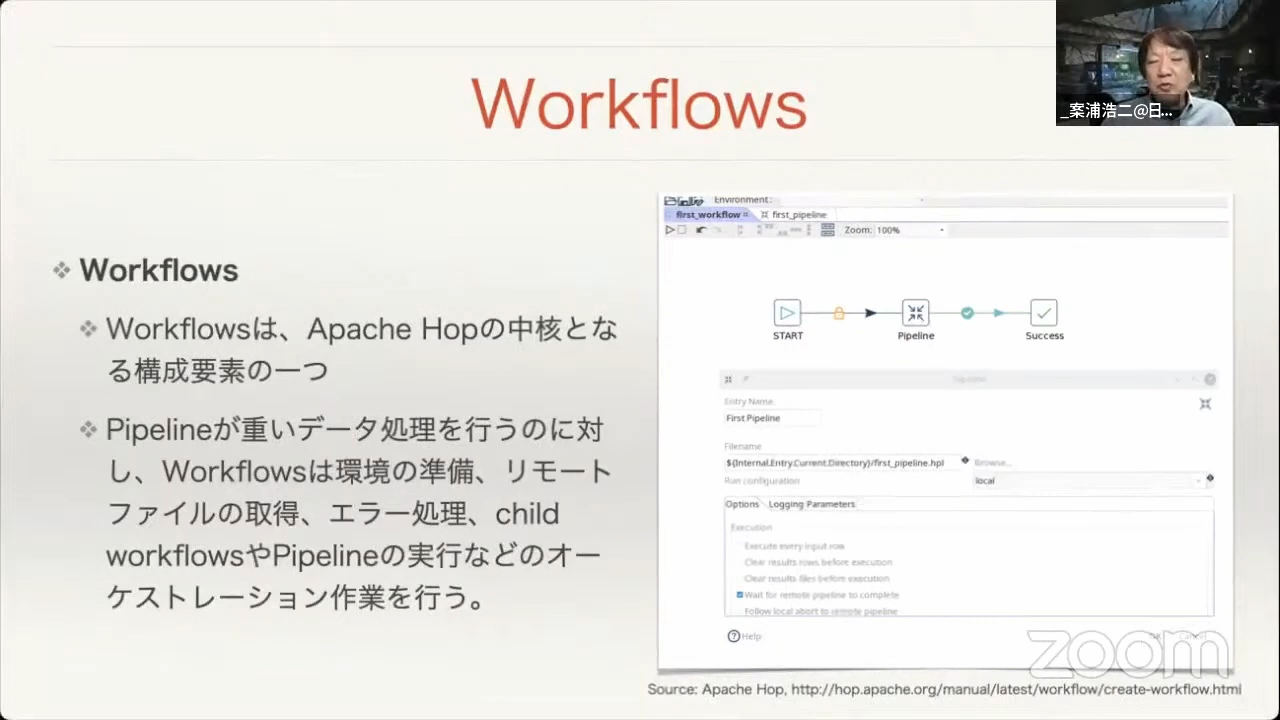 Workflows
_案浦浩二@日...
Workflows
Workflowsは、Apache Hopの中核とな
る構成要素の一つ
Pipelineが重いデータ処理を行うのに対
し、Workflowsは環境の準備、リモート
ファイルの取得、エラー処理、child
workflowsやPipelineの実行などのオー
ケストレーション作業を行う。
Environment:
first_workflow first_pipeline
Zoom: 100%
START Pipeline Success
Entry Name
First Pipeline
Filename
${Internal.Entry.Current.Directory}/first_pipeline.hpl Browse...
Run configuration local
Options Logging Parameters
Execution
Execute every input row
Clear results rows before execution
Clear results files before execution
Wait for remote pipeline to complete
Follow local abort to remote pipeline
Help Cancel
zoom
Source: Apache Hop, http://hop.apache.org/manual/latest/workflow/create-workflow.html